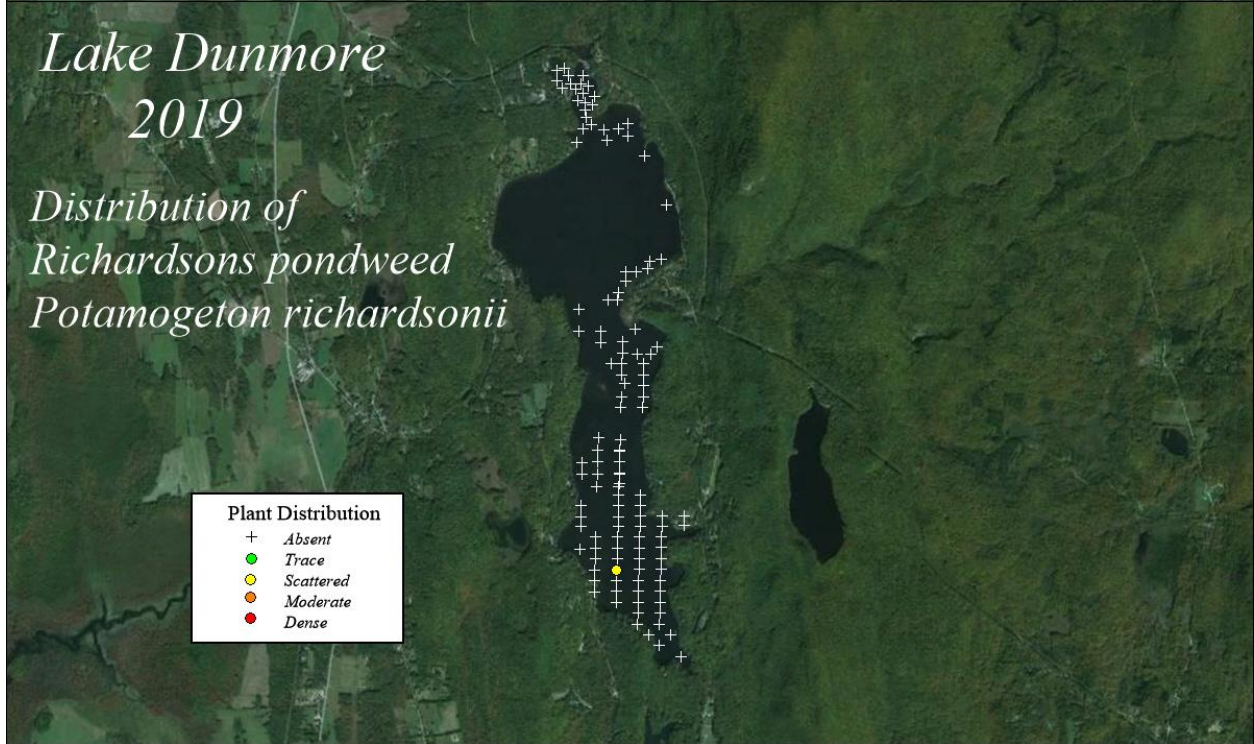 Lake Dunmore
2019
Distribution of
Richardsons pondweed
Potamogeton richardsonii
Plant Distribution
Absent
Trace
Scattered
Moderate
Dense